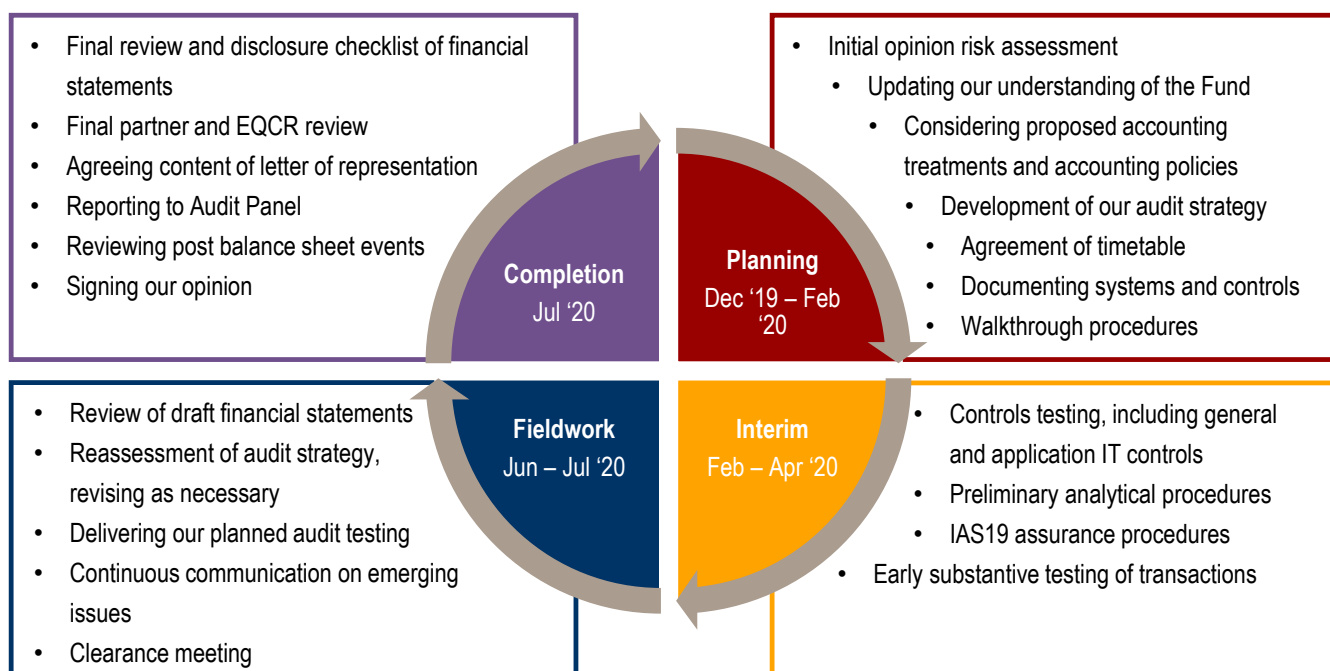 • Final review and disclosure checklist of financial
statements
• Final partner and EQCR review
• Agreeing content of letter of representation
• Reporting to Audit Panel
• Reviewing post balance sheet events
• Signing our opinion
• Initial opinion risk assessment
• Updating our understanding of the Fund
• Considering proposed accounting
treatments and accounting policies
• Development of our audit strategy
• Agreement of timetable
• Documenting systems and controls
• Walkthrough procedures
Completion
Jul ‘20
Planning
Dec ‘19 – Feb
‘20
Fieldwork
Jun – Jul ‘20
Interim
Feb – Apr ‘20
• Review of draft financial statements
• Reassessment of audit strategy,
revising as necessary
• Delivering our planned audit testing
• Continuous communication on emerging
issues
• Clearance meeting
• Controls testing, including general
and application IT controls
• Preliminary analytical procedures
• IAS19 assurance procedures
• Early substantive testing of transactions